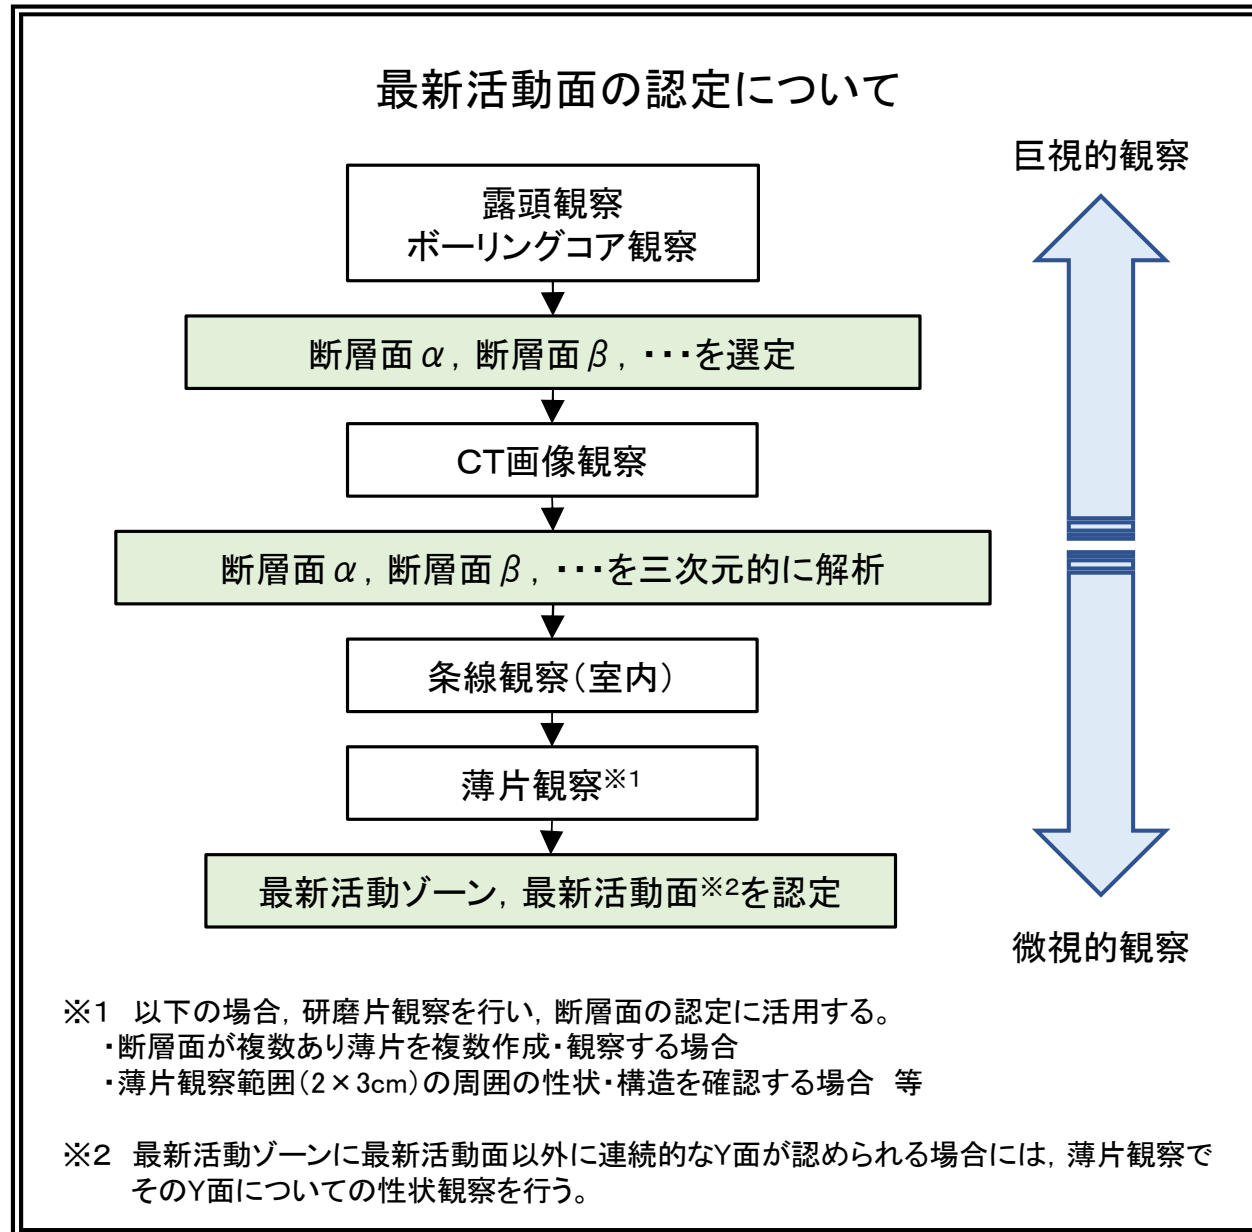 最新活動面の認定について
巨視的観察
露頭観察
ボーリングコア観察
断層面α，断層面β，・・・を選定
CT画像観察
断層面α，断層面β，・・・を三次元的に解析
条線観察（室内）
薄片観察※1
最新活動ゾーン，最新活動面※2を認定
微視的観察
※1　以下の場合，研磨片観察を行い，断層面の認定に活用する。
・断層面が複数あり薄片を複数作成・観察する場合
・薄片観察範囲（2×3cm）の周囲の性状・構造を確認する場合　等
※2　最新活動ゾーンに最新活動面以外に連続的なY面が認められる場合には，薄片観察で
そのY面についての性状観察を行う。